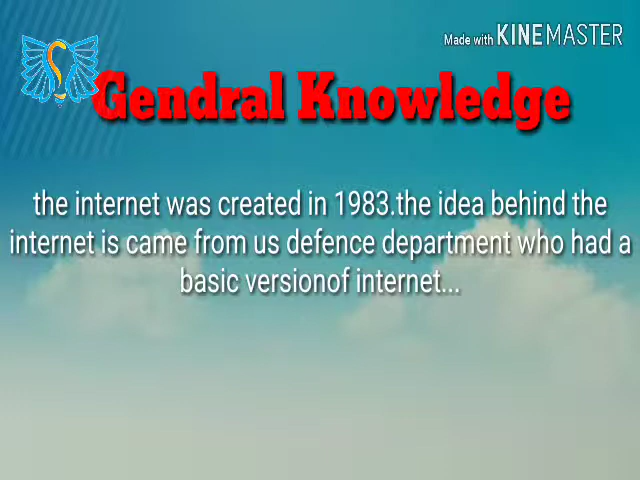 Made with KINEMASTER
Gendral Knowledge
the internet was created in 1983.the idea behind the
internet is came from us defence department who had a
basic versionof internet...